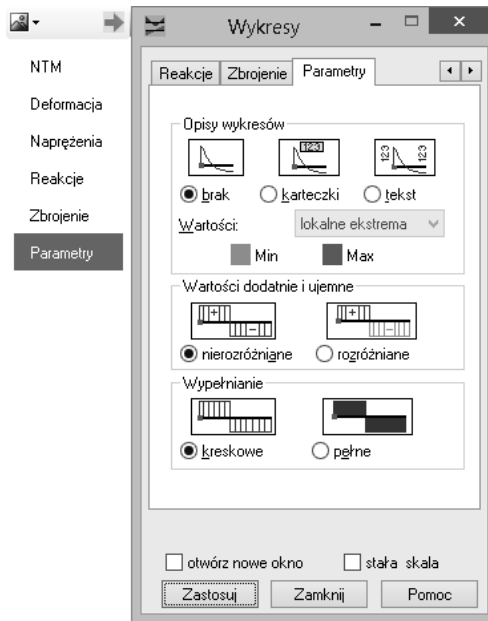 Wykresy
NTM
Deformacja
Naprężenia
Reakcje
Zbrojenie
Parametry
Reakcje Zbrojenie Parametry
Opisy wykresów
123 123 123
brak karteczki tekst
Wartości: lokalne ekstrema
Min Max
Wartości dodatnie i ujemne
nierozróżniane rozróżniane
Wypełnianie
kreskowe pełne
otwórz nowe okno stała skala
Zastosuj Zamknij Pomoc